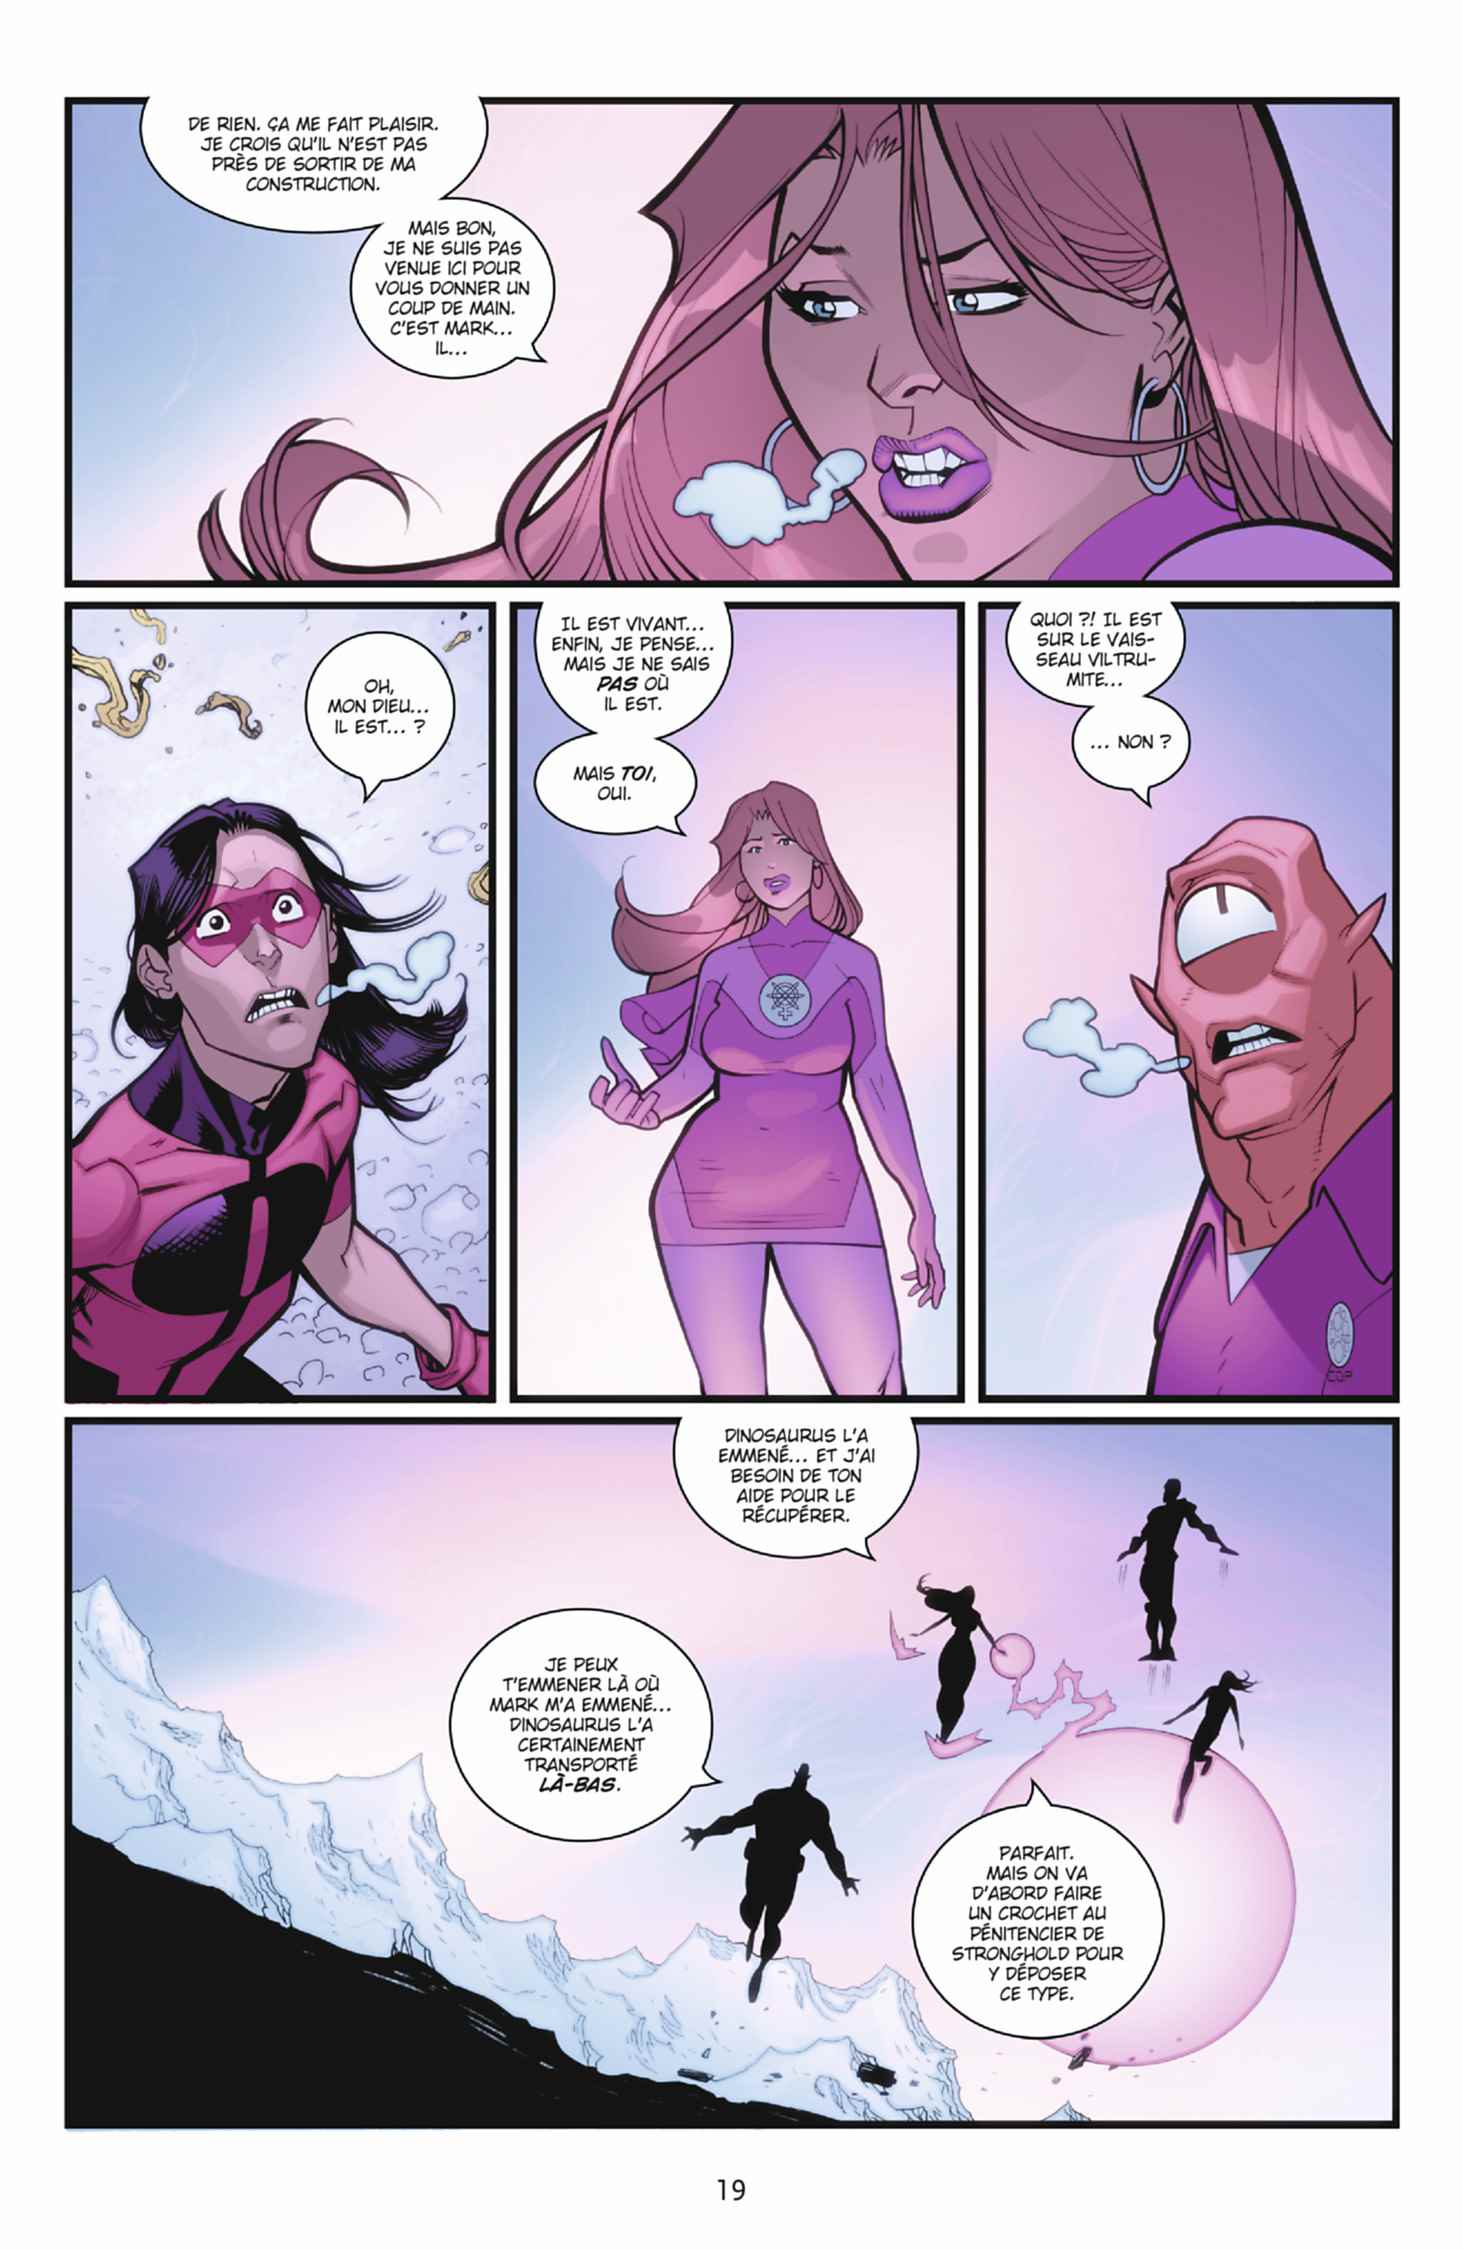 DE RIEN. ÇA ME FAIT PLAISIR.
JE CROIS QU'IL N'EST PAS
PRÈS DE SORTIR DE MA
CONSTRUCTION.
MAIS BON,
JE NE SUIS PAS
VENUE ICI POUR
VOUS DONNER UN
COUP DE MAIN.
C'EST MARK...
IL...
OH,
MON DIEU...
IL EST... ?
IL EST VIVANT...
ENFIN, JE PENSE...
MAIS JE NE SAIS
PAS OÙ
IL EST.
MAIS TOI,
OUI.
QUOI ?! IL EST
SUR LE VAIS-
SEAU VILTRU-
MITE...
... NON ?
COP
DINOSAURUS L'A
EMMENÉ... ET J'AI
BESOIN DE TON
AIDE POUR LE
RÉCUPÉRER.
JE PEUX
T'EMMENER LÀ OÙ
MARK M'A EMMENÉ...
DINOSAURUS L'A
CERTAINEMENT
TRANSPORTÉ
LÀ-BAS.
PARFAIT.
MAIS ON VA
D'ABORD FAIRE
UN CROCHET AU
PÉNITENCIER DE
STRONGHOLD POUR
Y DÉPOSER
CE TYPE.
19